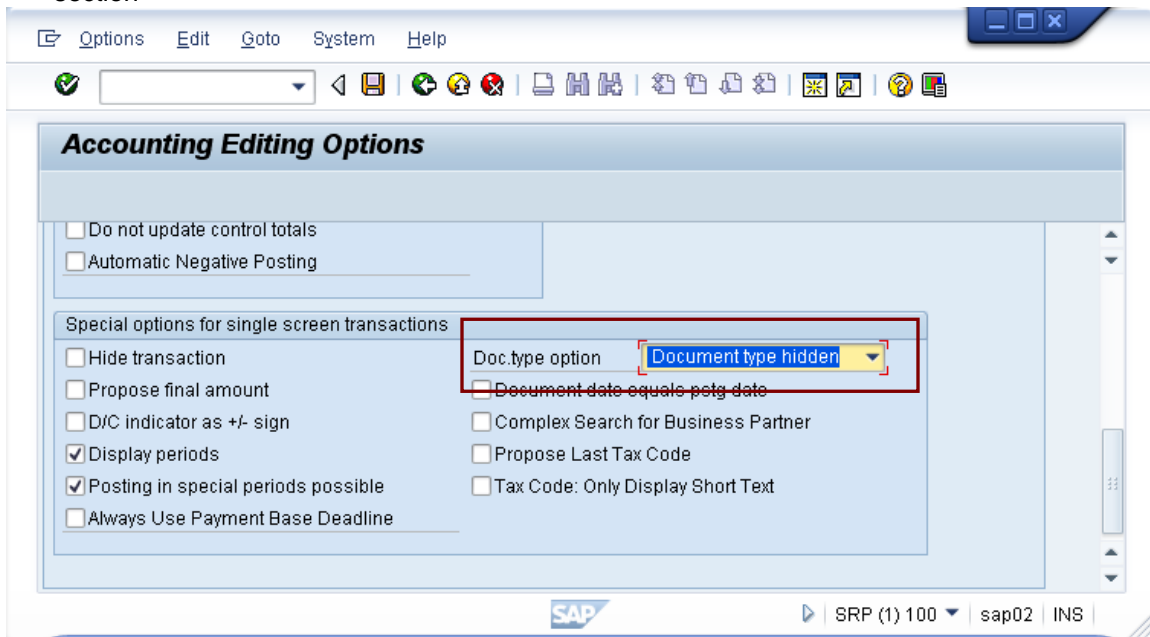 Options Edit Goto System Help
Accounting Editing Options
Do not update control totals
Automatic Negative Posting
Special options for single screen transactions
Hide transaction
Doc.type option Document type hidden
Propose final amount
Document date equals pstg date
D/C indicator as +/- sign
Complex Search for Business Partner
Display periods
Propose Last Tax Code
Posting in special periods possible
Tax Code: Only Display Short Text
Always Use Payment Base Deadline
SAP
SRP (1) 100 sap02 INS